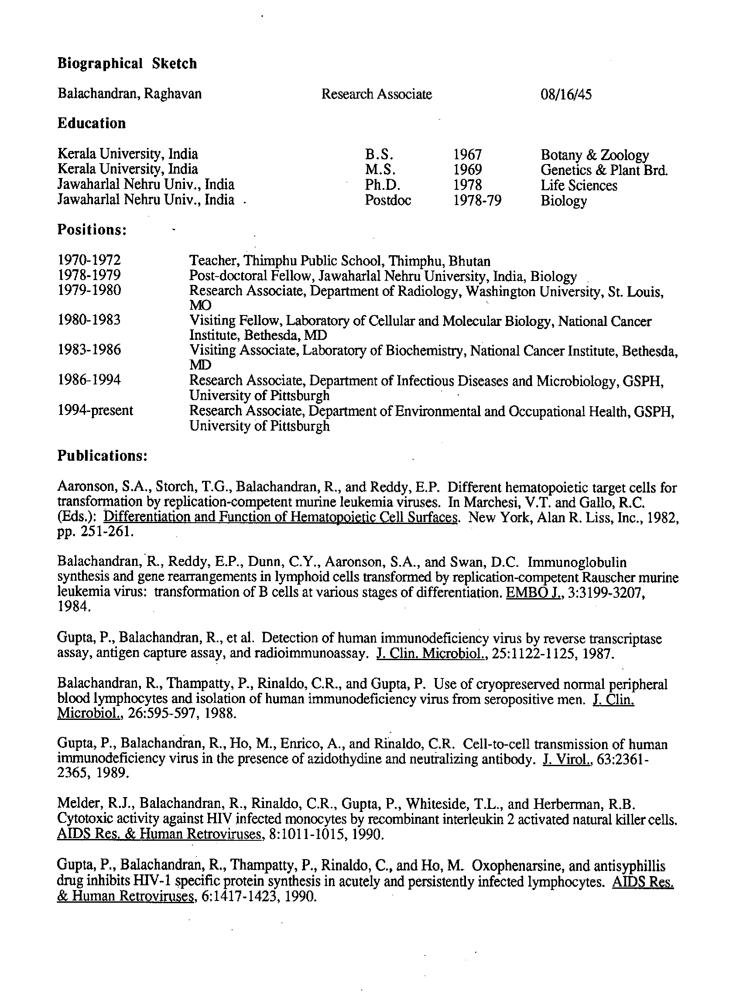 Biographical Sketch
Balachandran, Raghavan Research Associate 08/16/45
Education
Kerala University, India B.S. 1967 Botany & Zoology
Kerala University, India M.S. 1969 Genetics & Plant Brd.
Jawaharlal Nehru Univ., India Ph.D. 1978 Life Sciences
Jawaharlal Nehru Univ., India Postdoc 1978-79 Biology
Positions:
1970-1972 Teacher, Thimphu Public School, Thimphu, Bhutan
1978-1979 Post-doctoral Fellow, Jawaharlal Nehru University, India, Biology
1979-1980 Research Associate, Department of Radiology, Washington University, St. Louis,
MO
1980-1983 Visiting Fellow, Laboratory of Cellular and Molecular Biology, National Cancer
Institute, Bethesda, MD
1983-1986 Visiting Associate, Laboratory of Biochemistry, National Cancer Institute, Bethesda,
MD
1986-1994 Research Associate, Department of Infectious Diseases and Microbiology, GSPH,
University of Pittsburgh
1994-present Research Associate, Department of Environmental and Occupational Health, GSPH,
University of Pittsburgh
Publications:
Aaronson, S.A., Storch, T.G., Balachandran, R., and Reddy, E.P. Different hematopoietic target cells for
transformation by replication-competent murine leukemia viruses. In Marchesi, V.T. and Gallo, R.C.
(Eds.): Differentiation and Function of Hematopoietic Cell Surfaces. New York, Alan R. Liss, Inc., 1982,
pp. 251-261.
Balachandran, R., Reddy, E.P., Dunn, C.Y., Aaronson, S.A., and Swan, D.C. Immunoglobulin
synthesis and gene rearrangements in lymphoid cells transformed by replication-competent Rauscher murine
leukemia virus: transformation of B cells at various stages of differentiation. EMBO J., 3:3199-3207,
1984.
Gupta, P., Balachandran, R., et al. Detection of human immunodeficiency virus by reverse transcriptase
assay, antigen capture assay, and radioimmunoassay. J. Clin. Microbiol., 25:1122-1125, 1987.
Balachandran, R., Thampatty, P., Rinaldo, C.R., and Gupta, P. Use of cryopreserved normal peripheral
blood lymphocytes and isolation of human immunodeficiency virus from seropositive men. J. Clin.
Microbiol., 26:595-597, 1988.
Gupta, P., Balachandran, R., Ho, M., Enrico, A., and Rinaldo, C.R. Cell-to-cell transmission of human
immunodeficiency virus in the presence of azidothydine and neutralizing antibody. J. Virol., 63:2361-
2365, 1989.
Melder, R.J., Balachandran, R., Rinaldo, C.R., Gupta, P., Whiteside, T.L., and Herberman, R.B.
Cytotoxic activity against HIV infected monocytes by recombinant interleukin 2 activated natural killer cells.
AIDS Res. & Human Retroviruses, 8:1011-1015, 1990.
Gupta, P., Balachandran, R., Thampatty, P., Rinaldo, C., and Ho, M. Oxophenarsine, and antisyphillis
drug inhibits HIV-1 specific protein synthesis in acutely and persistently infected lymphocytes. AIDS Res.
& Human Retroviruses, 6:1417-1423, 1990.